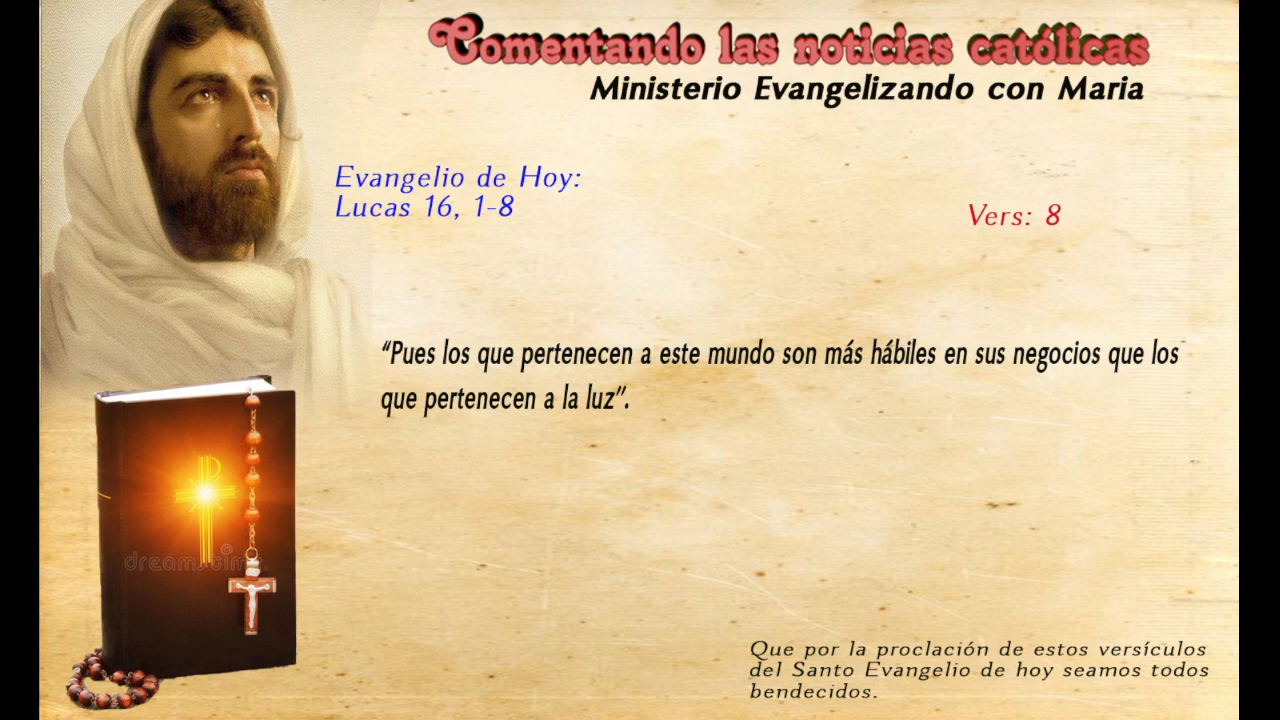 Comentando las noticias católicas
Ministerio Evangelizando con Maria
Evangelio de Hoy:
Lucas 16, 1-8
Vers: 8
“Pues los que pertenecen a este mundo son más hábiles en sus negocios que los
que pertenecen a la luz”.
dreamstime.
Que por la proclación de estos versículos
del Santo Evangelio de hoy seamos todos
bendecidos.